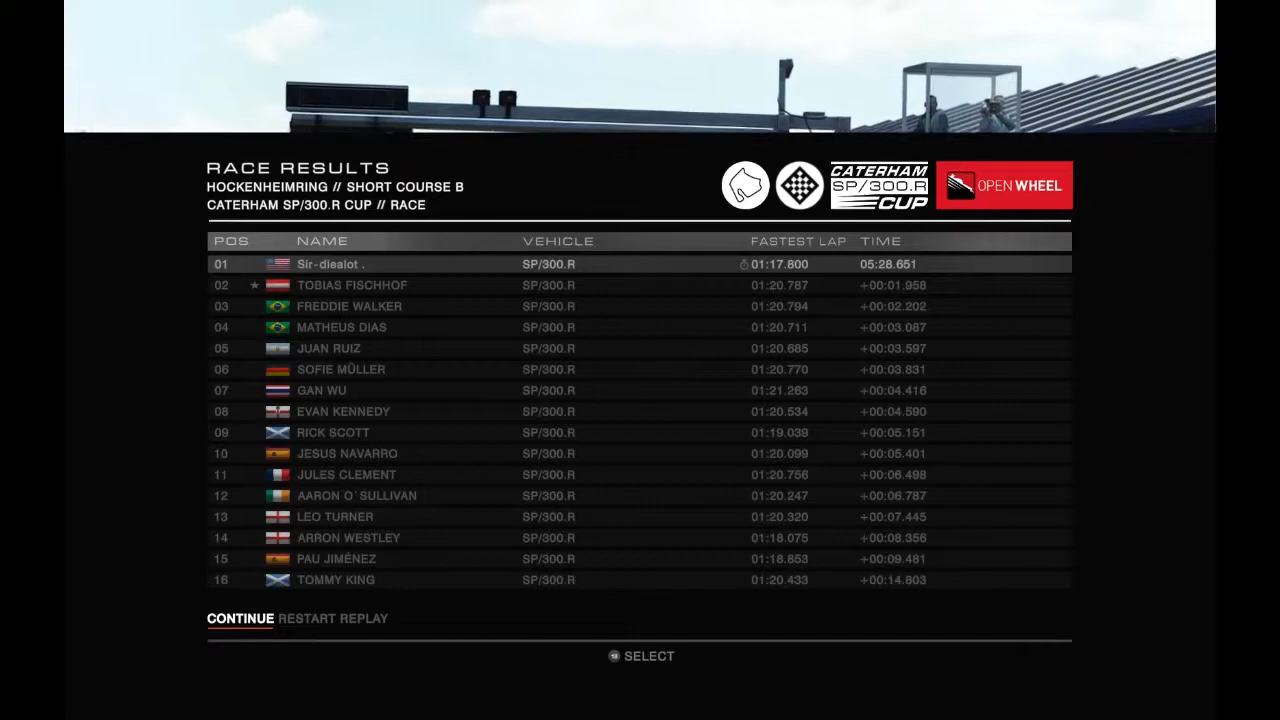 RACE RESULTS
HOCKENHEIMRING // SHORT COURSE B
CATERHAM SP/300.R CUP // RACE
CATERHAM
SP/300.R
CUP
OPEN WHEEL
POS NAME VEHICLE FASTEST LAP TIME
01 Sir-diealot . SP/300.R 01:17.800 05:28.651
02 TOBIAS FISCHHOF SP/300.R 01:20.787 +00:01.958
03 FREDDIE WALKER SP/300.R 01:20.794 +00:02.202
04 MATHEUS DIAS SP/300.R 01:20.711 +00:03.087
05 JUAN RUIZ SP/300.R 01:20.685 +00:03.597
06 SOFIE MÜLLER SP/300.R 01:20.770 +00:03.831
07 GAN WU SP/300.R 01:21.263 +00:04.416
08 EVAN KENNEDY SP/300.R 01:20.534 +00:04.590
09 RICK SCOTT SP/300.R 01:19.039 +00:05.151
10 JESUS NAVARRO SP/300.R 01:20.099 +00:05.401
11 JULES CLEMENT SP/300.R 01:20.756 +00:06.498
12 AARON O`SULLIVAN SP/300.R 01:20.247 +00:06.787
13 LEO TURNER SP/300.R 01:20.320 +00:07.445
14 ARRON WESTLEY SP/300.R 01:18.075 +00:08.356
15 PAU JIMÉNEZ SP/300.R 01:18.853 +00:09.481
16 TOMMY KING SP/300.R 01:20.433 +00:14.803
CONTINUE RESTART REPLAY
SELECT